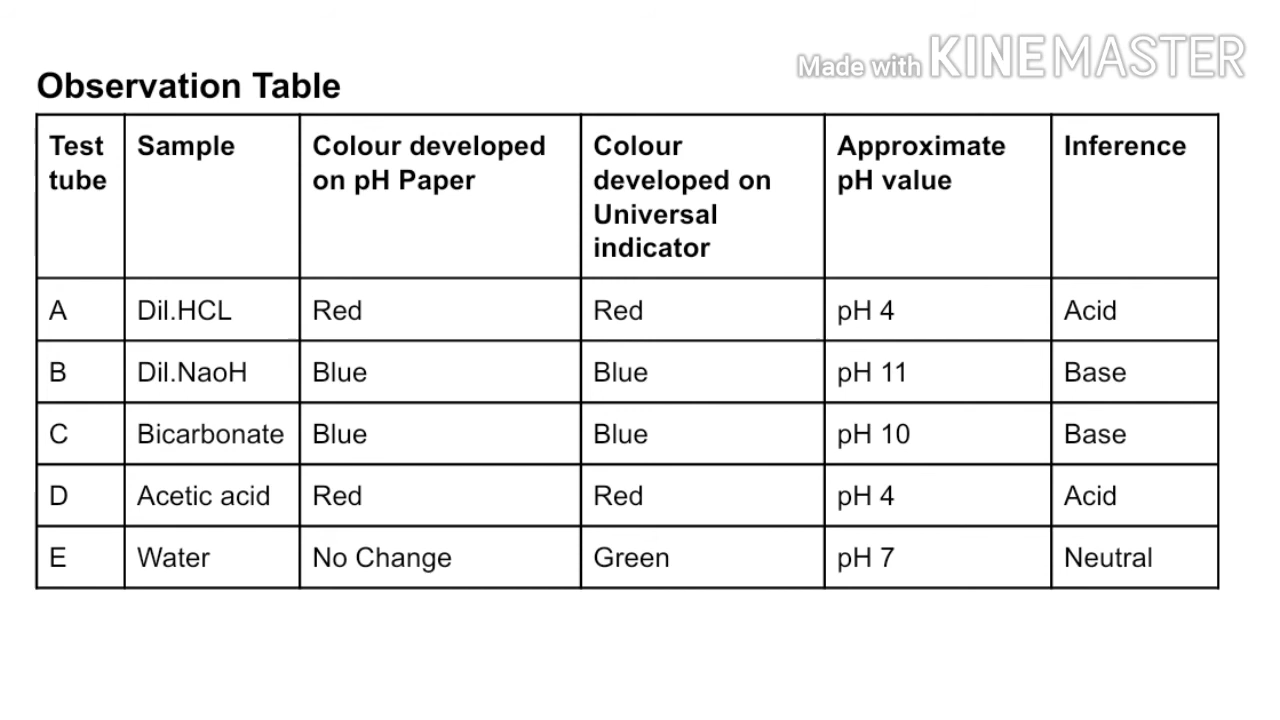 Made with KINEMASTER
Observation Table
Test tube Sample Colour developed on pH Paper Colour developed on Universal indicator Approximate pH value Inference
A Dil.HCL Red Red pH 4 Acid
B Dil.NaoH Blue Blue pH 11 Base
C Bicarbonate Blue Blue pH 10 Base
D Acetic acid Red Red pH 4 Acid
E Water No Change Green pH 7 Neutral